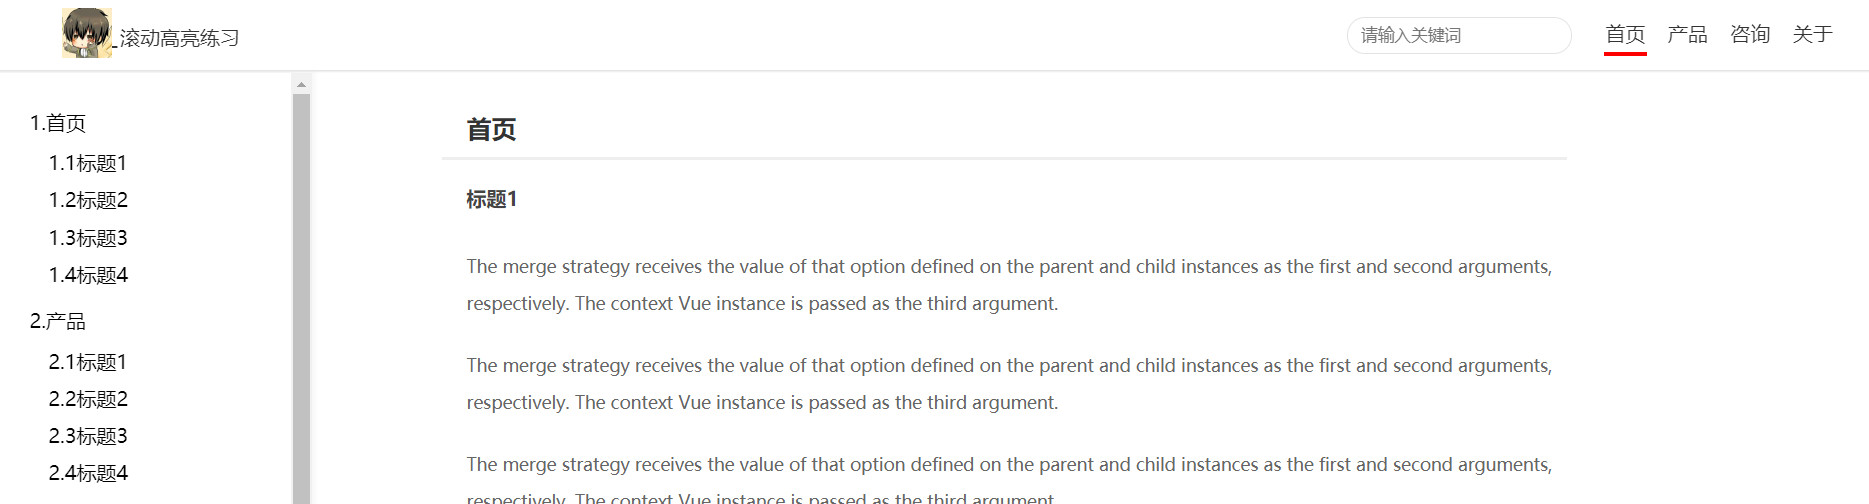 _滚动高亮练习
请输入关键词
首页 产品 咨询 关于
1.首页
1.1标题1
1.2标题2
1.3标题3
1.4标题4
2.产品
2.1标题1
2.2标题2
2.3标题3
2.4标题4
首页
标题1
The merge strategy receives the value of that option defined on the parent and child instances as the first and second arguments,
respectively. The context Vue instance is passed as the third argument.
The merge strategy receives the value of that option defined on the parent and child instances as the first and second arguments,
respectively. The context Vue instance is passed as the third argument.
The merge strategy receives the value of that option defined on the parent and child instances as the first and second arguments,
respectively. The context Vue instance is passed as the third argument.